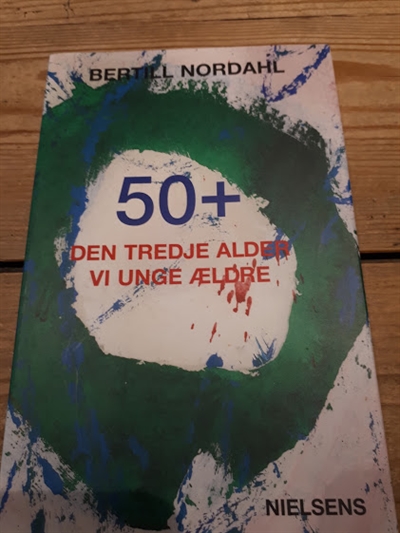 BERTILL NORDAHL
50+
DEN TREDJE ALDER
VI UNGE ÆLDRE
NIELSENS